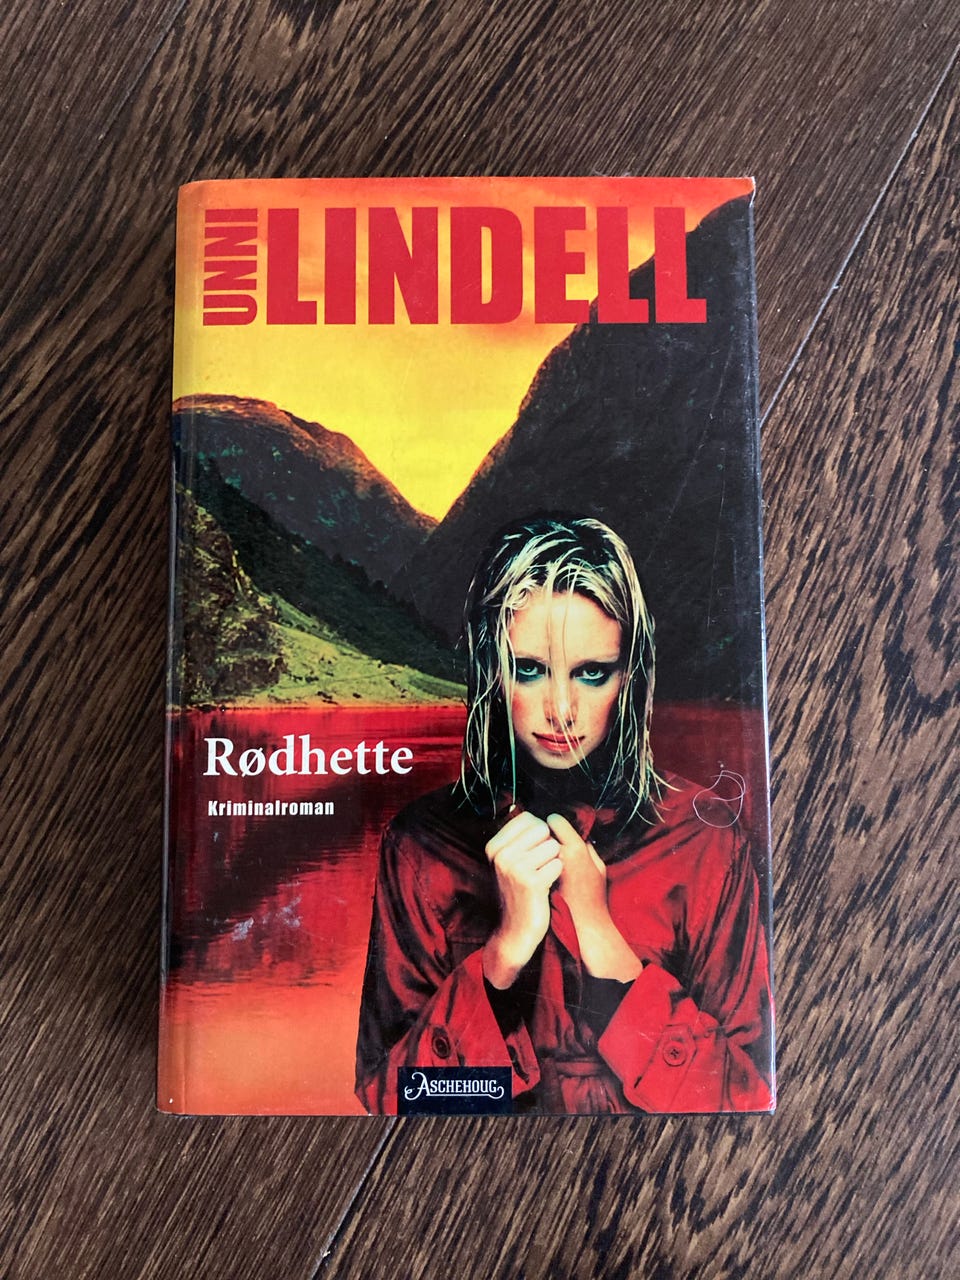 UNNI
LINDELL
Rødhette
Kriminalroman
ASCHEHOUG